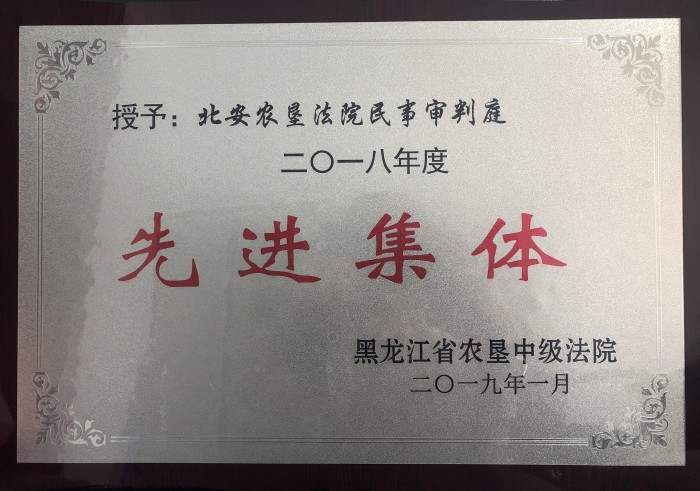 授予：北安农垦法院民事审判庭
二〇一八年度
先进集体
黑龙江省农垦中级法院
二〇一九年一月